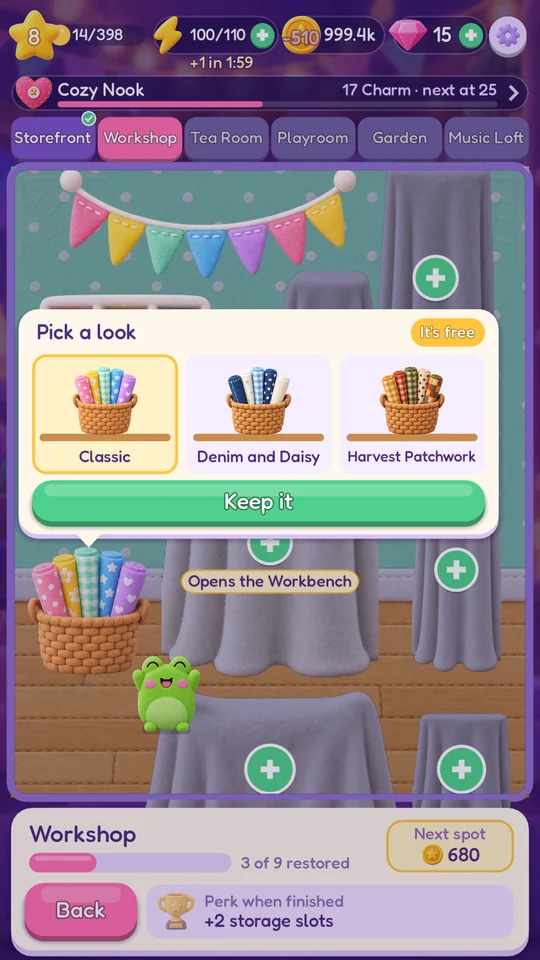 8 14/398 100/110 -510 999.4k 15
+1 in 1:59
Cozy Nook 17 Charm · next at 25
Storefront Workshop Tea Room Playroom Garden Music Loft
Pick a look It's free
Classic Denim and Daisy Harvest Patchwork
Keep it
Opens the Workbench
Workshop
Next spot
680
3 of 9 restored
Back
Perk when finished
+2 storage slots